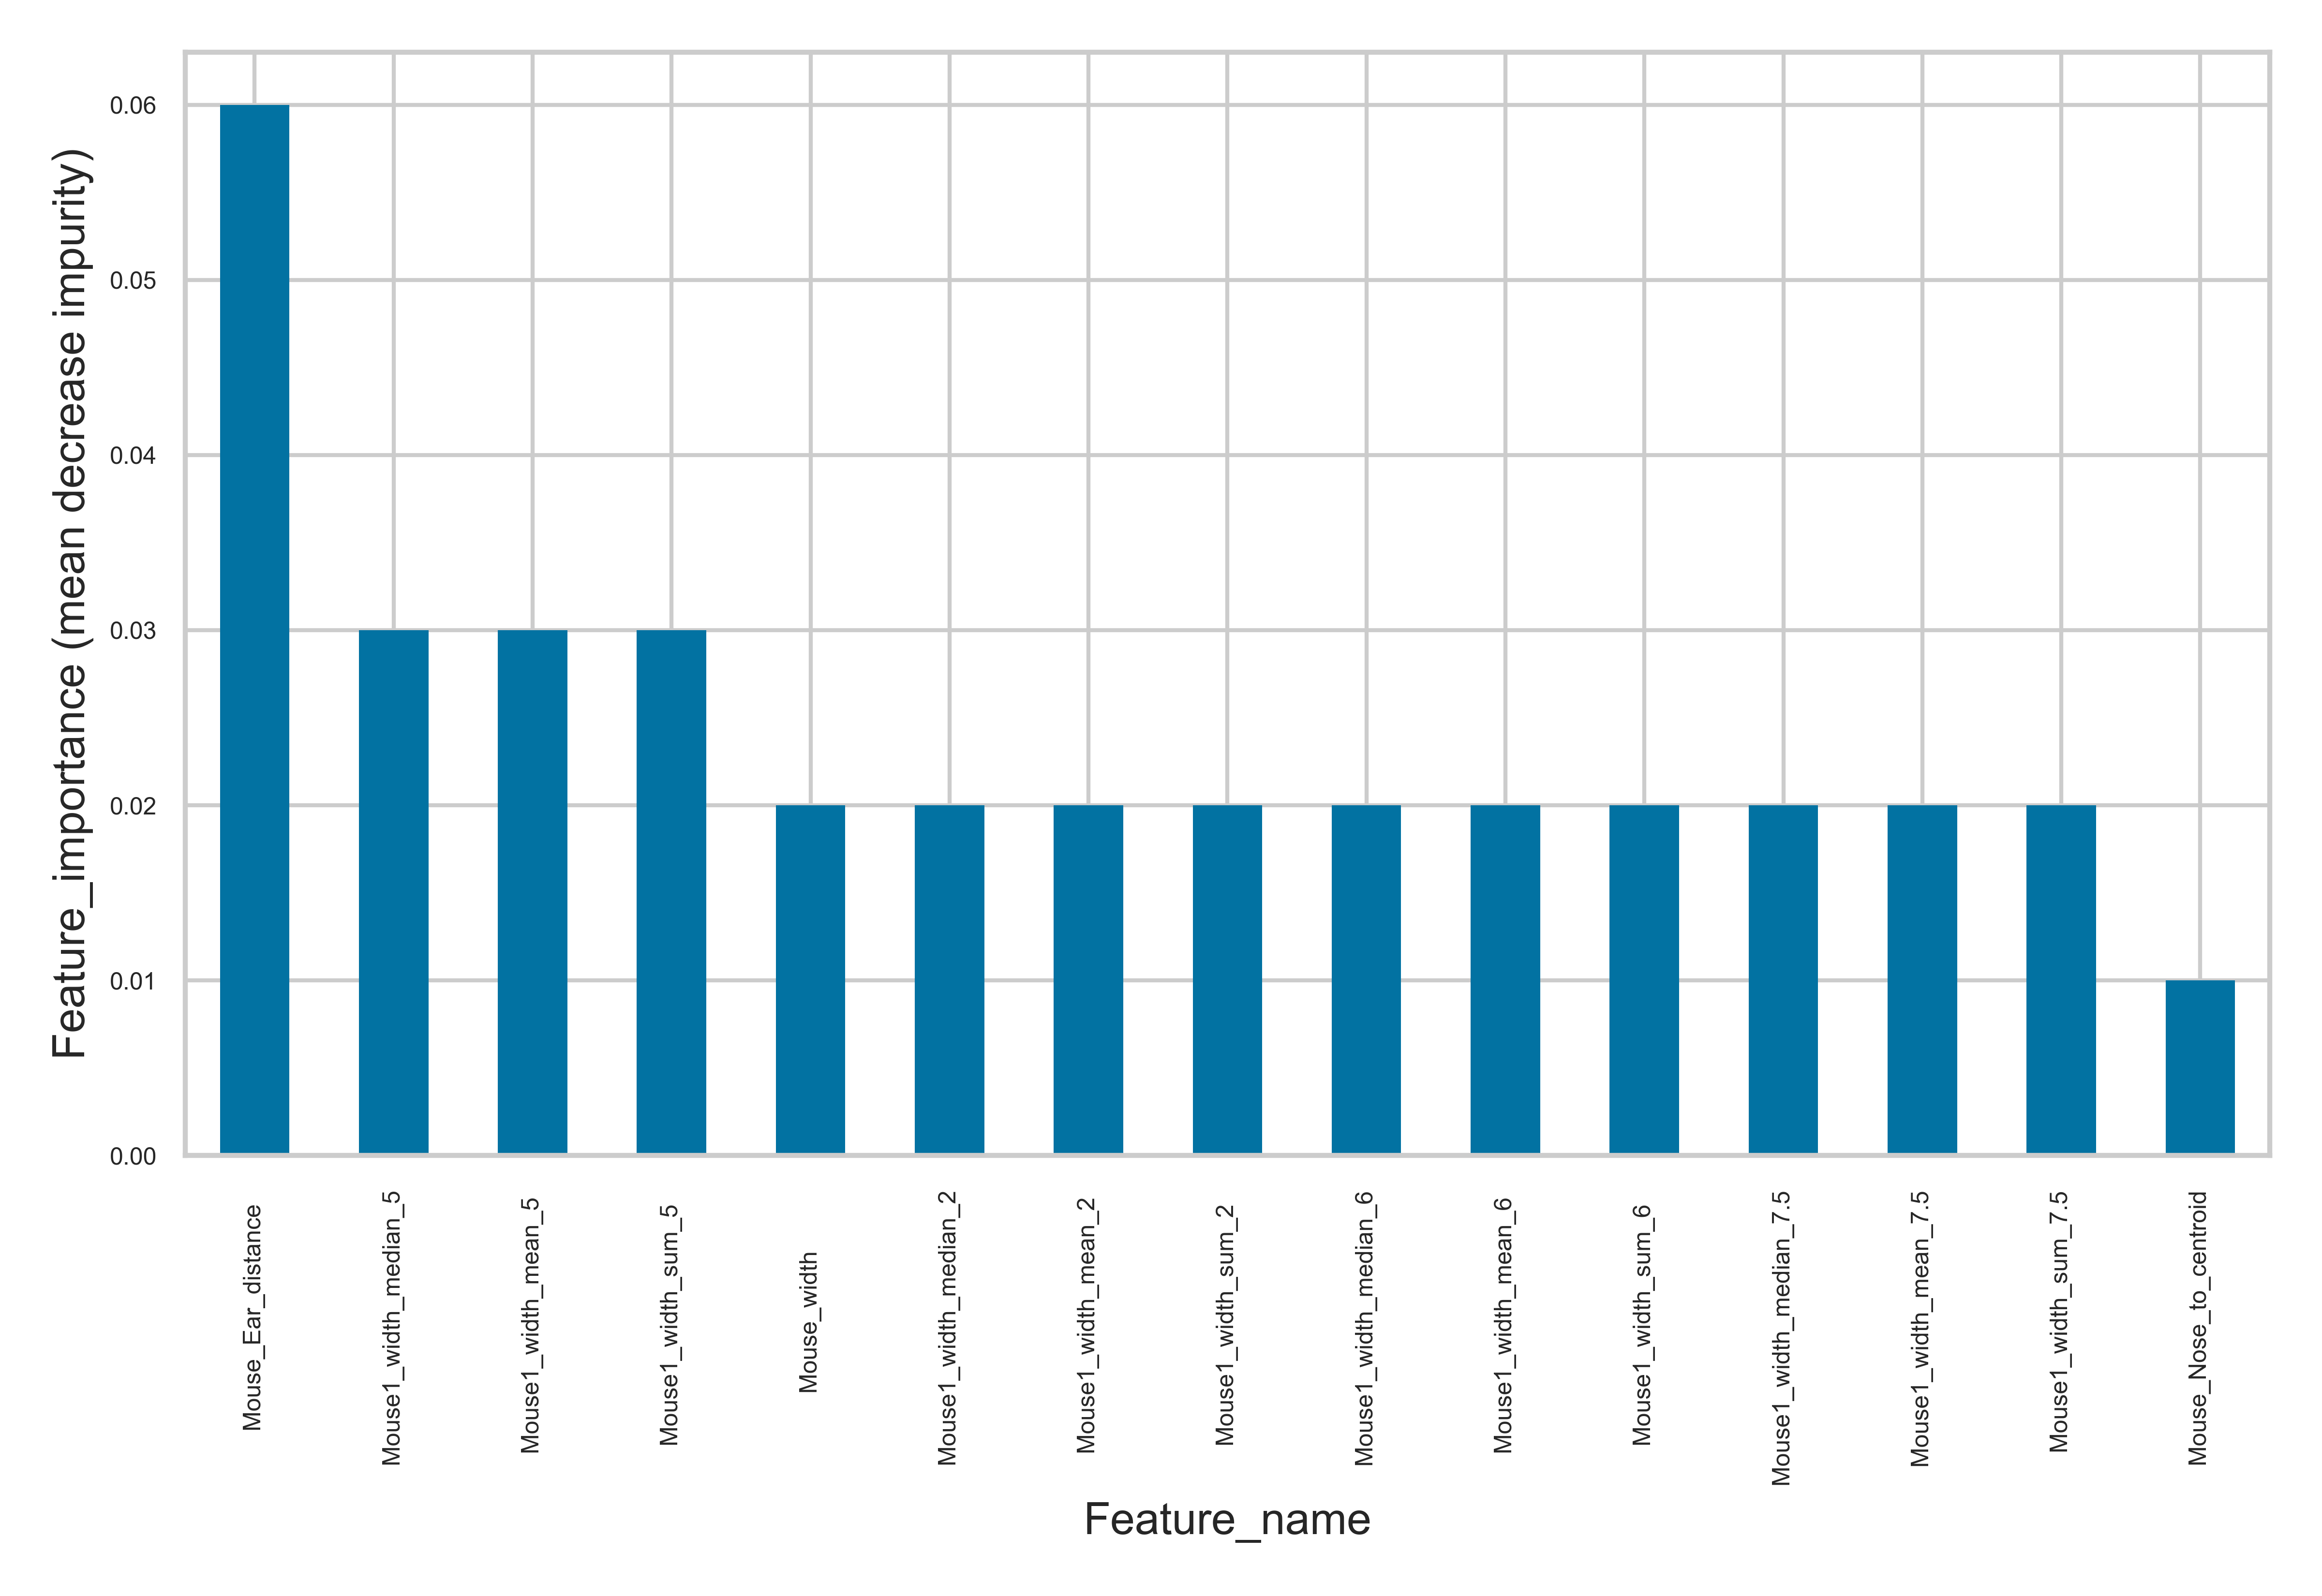 Feature_importance (mean decrease impurity)
0.06
0.05
0.04
0.03
0.02
0.01
0.00
Mouse_Ear_distance
Mouse1_width_median_5
Mouse1_width_mean_5
Mouse1_width_sum_5
Mouse_width
Mouse1_width_median_2
Mouse1_width_mean_2
Mouse1_width_sum_2
Mouse1_width_median_6
Mouse1_width_mean_6
Mouse1_width_sum_6
Mouse1_width_median_7.5
Mouse1_width_mean_7.5
Mouse1_width_sum_7.5
Mouse_Nose_to_centroid
Feature_name